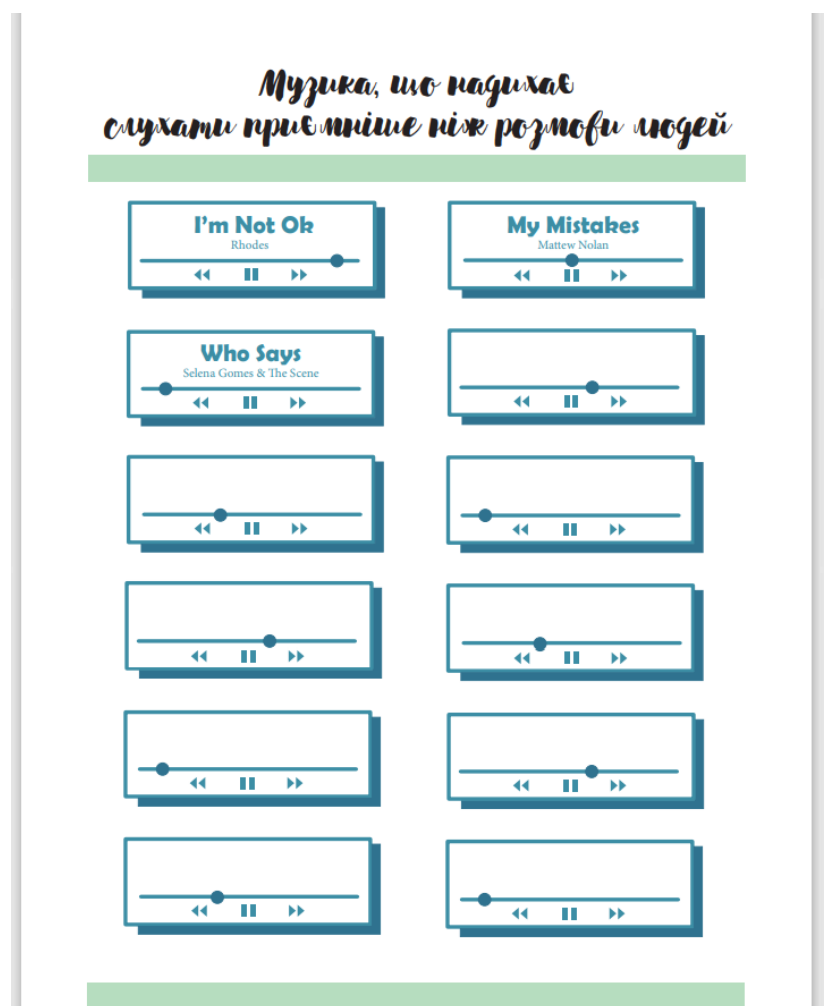 Музика, що надихає
слухати приємніше ніж розмови людей
I'm Not Ok
Rhodes
My Mistakes
Mattew Nolan
Who Says
Selena Gomes & The Scene